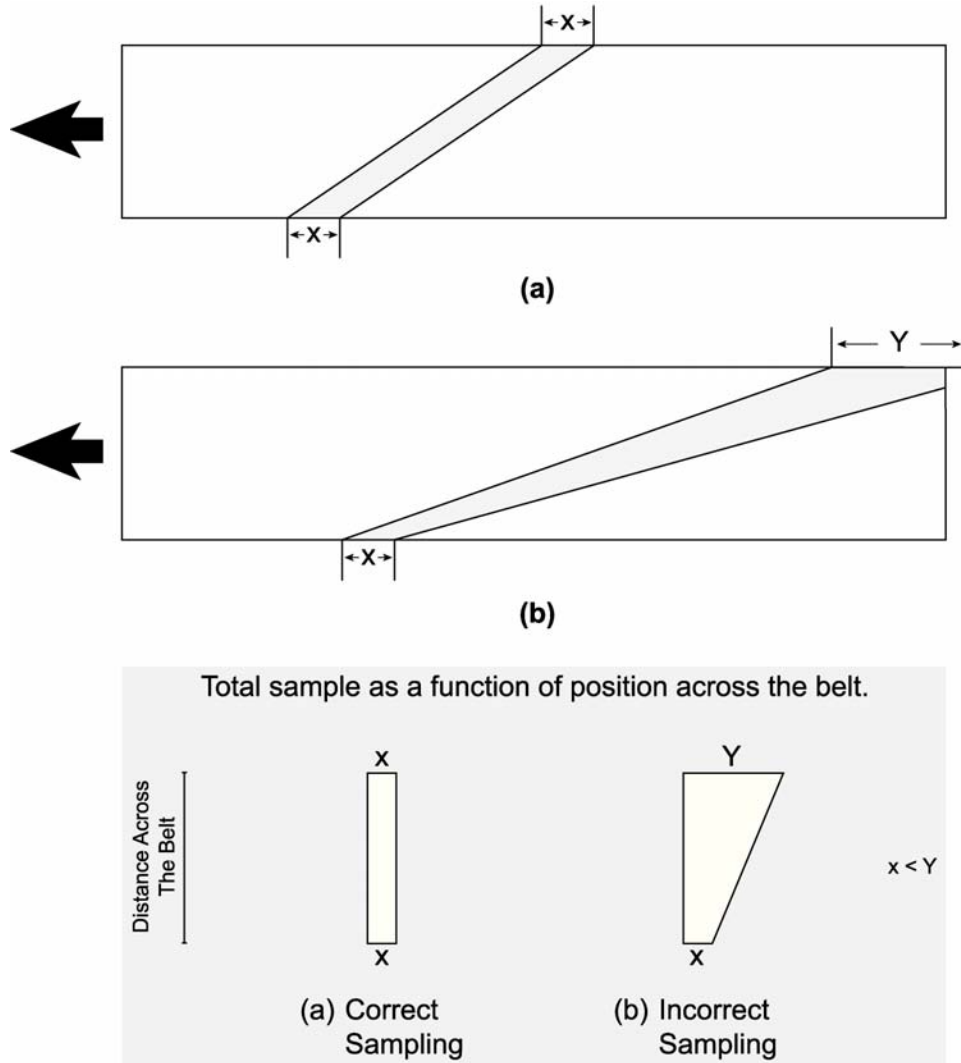 x
x
(a)
Y
x
(b)
Total sample as a function of position across the belt.
x
Y
Distance Across
The Belt
x < Y
x
x
(a) Correct
Sampling
(b) Incorrect
Sampling